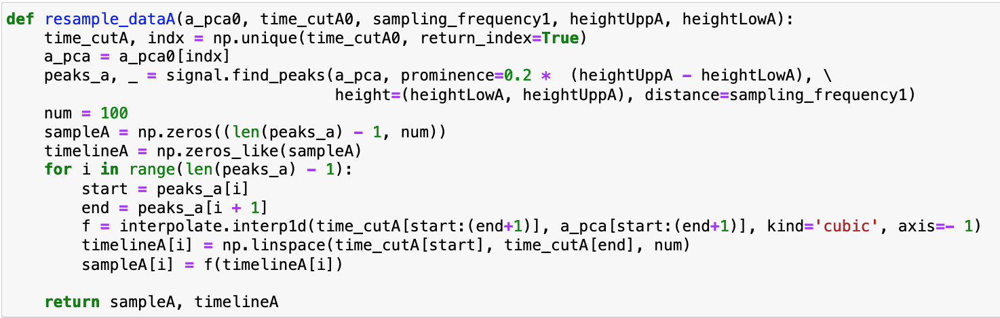 def resample_dataA(a_pca0, time_cutA0, sampling_frequency1, heightUppA, heightLowA):
    time_cutA, indx = np.unique(time_cutA0, return_index=True)
    a_pca = a_pca0[indx]
    peaks_a, _ = signal.find_peaks(a_pca, prominence=0.2 *  (heightUppA - heightLowA), \
                                   height=(heightLowA, heightUppA), distance=sampling_frequency1)
    num = 100
    sampleA = np.zeros((len(peaks_a) - 1, num))
    timelineA = np.zeros_like(sampleA)
    for i in range(len(peaks_a) - 1):
        start = peaks_a[i]
        end = peaks_a[i + 1]
        f = interpolate.interp1d(time_cutA[start:(end+1)], a_pca[start:(end+1)], kind='cubic', axis=- 1)
        timelineA[i] = np.linspace(time_cutA[start], time_cutA[end], num)
        sampleA[i] = f(timelineA[i])

    return sampleA, timelineA